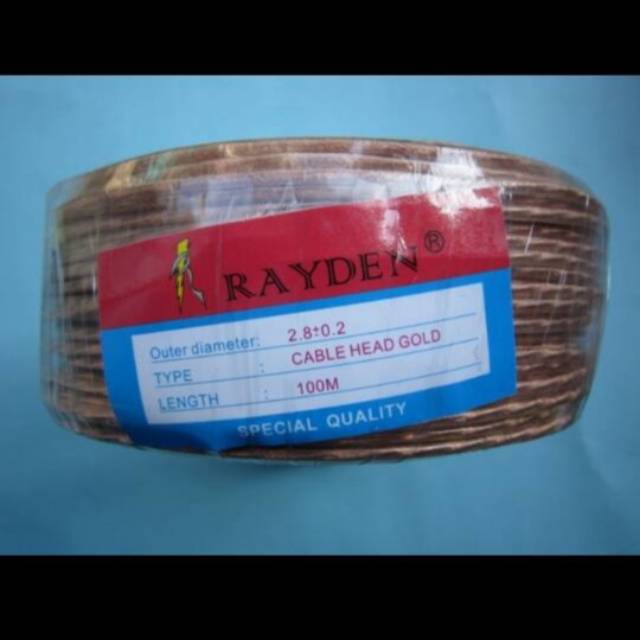 RAYDEN®
Outer diameter: 2.8±0.2
TYPE : CABLE HEAD GOLD
LENGTH : 100M
SPECIAL QUALITY